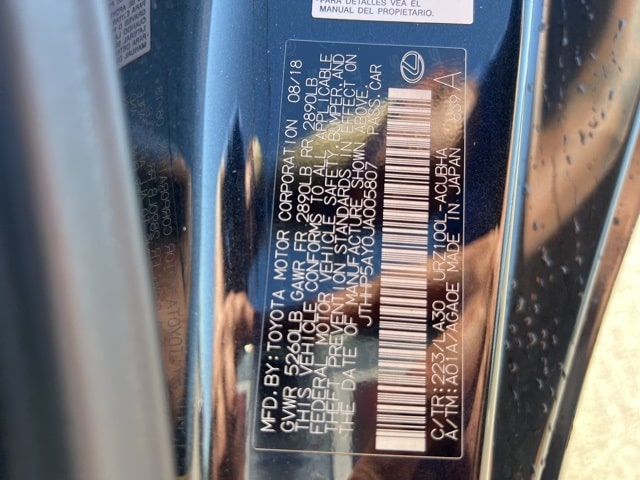 *PARA DETALLES VEA EL
MANUAL DEL PROPIETARIO.
MFD. BY: TOYOTA MOTOR CORPORATION 08/18
GVWR 5260LB GAWR FR 2890LB RR 2890LB
THIS VEHICLE CONFORMS TO ALL APPLICABLE
FEDERAL MOTOR VEHICLE SAFETY, BUMPER, AND
THEFT PREVENTION STANDARDS IN EFFECT ON
THE DATE OF MANUFACTURE SHOWN ABOVE.
JTHHP5AY0JA005807 PASS. CAR
C/TR: 223/LA30 URZ100L-ACUBHA
A/TM: A01A/AGA0E MADE IN JAPAN A